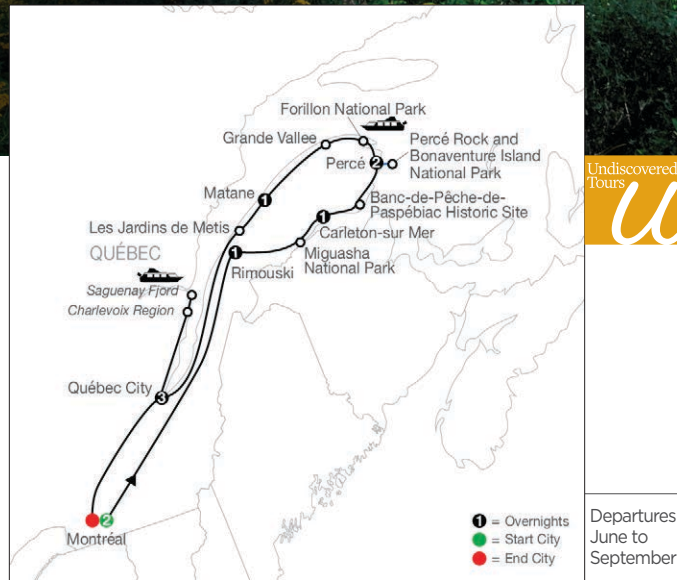 Forillon National Park
Grande Vallee
Percé Rock and
Bonaventure Island
National Park
Percé 2
Matane 1
Banc-de-Pêche-de-
Paspébiac Historic Site
Les Jardins de Metis
1
Carleton-sur Mer
QUÉBEC
1
Rimouski
Miguasha
National Park
Saguenay Fjord
Charlevoix Region
Québec City
3
2
Montréal
1 = Overnights
= Start City
= End City
Undiscovered
Tours
U
Departures
June to
September